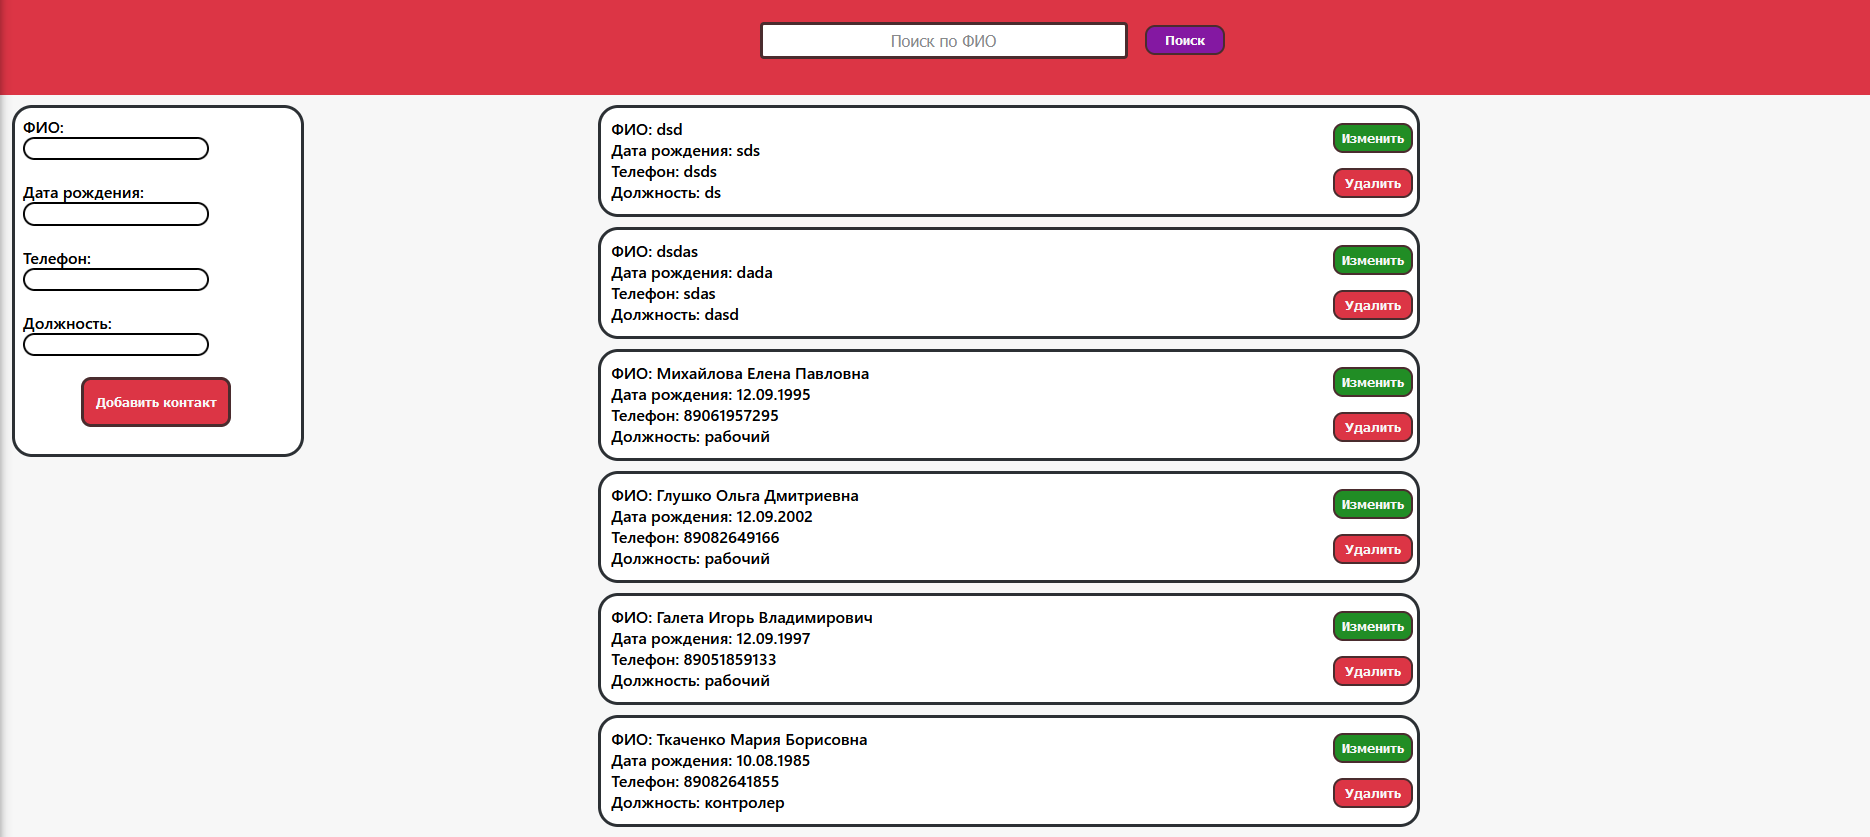 Поиск по ФИО
Поиск
ФИО:
Дата рождения:
Телефон:
Должность:
Добавить контакт
ФИО: dsd
Дата рождения: sds
Телефон: dsds
Должность: ds
Изменить
Удалить
ФИО: dsdas
Дата рождения: dada
Телефон: sdas
Должность: dasd
Изменить
Удалить
ФИО: Михайлова Елена Павловна
Дата рождения: 12.09.1995
Телефон: 89061957295
Должность: рабочий
Изменить
Удалить
ФИО: Глушко Ольга Дмитриевна
Дата рождения: 12.09.2002
Телефон: 89082649166
Должность: рабочий
Изменить
Удалить
ФИО: Галета Игорь Владимирович
Дата рождения: 12.09.1997
Телефон: 89051859133
Должность: рабочий
Изменить
Удалить
ФИО: Ткаченко Мария Борисовна
Дата рождения: 10.08.1985
Телефон: 89082641855
Должность: контролер
Изменить
Удалить